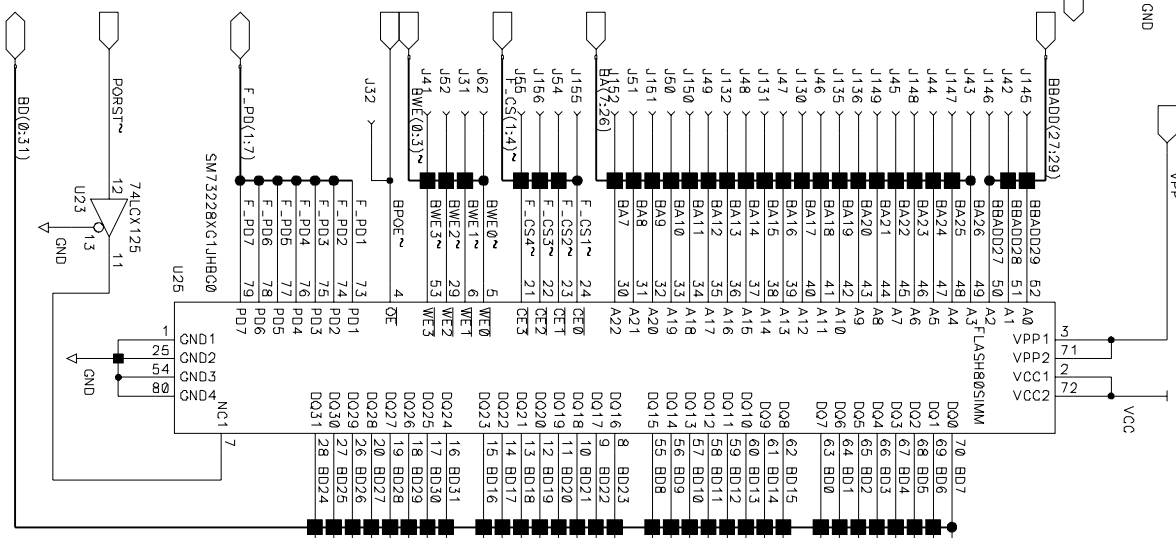 GND
VPP
BD(0:31)
PORST~
F_PD(1:7)
J32
BWE(0:3)~
J41
J52
J31
J62
F_CS(1:4)~
J55
J156
J54
J155
BA(7:26)
J152
J51
J151
J50
J150
J49
J132
J48
J131
J47
J130
J46
J136
J149
J45
J148
J44
J147
J43
J146
J42
J145
BBADD(27:29)
12
U23
74LCX125
13
11
GND
SM73228XG1JHBG0
U25
F_PD7 79 PD7
F_PD6 78 PD6
F_PD5 77 PD5
F_PD4 76 PD4
F_PD3 75 PD3
F_PD2 74 PD2
F_PD1 73 PD1
BPOE~ 4 OE
BWE3~ 53 WE3
BWE2~ 29 WE2
BWE1~ 6 WE1
BWE0~ 5 WE0
F_CS4~ 21 CE3
F_CS3~ 22 CE2
F_CS2~ 23 CE1
F_CS1~ 24 CE0
BA7 30 A22
BA8 31 A21
BA9 32 A20
BA10 33 A19
BA11 34 A18
BA12 35 A17
BA13 36 A16
BA14 37 A15
BA15 38 A14
BA16 39 A13
BA17 40 A12
BA18 41 A11
BA19 42 A10
BA20 43 A9
BA21 44 A8
BA22 45 A7
BA23 46 A6
BA24 47 A5
BA25 48 A4
BA26 49 A3
BBADD27 50 A2
BBADD28 51 A1
BBADD29 52 A0
FLASH80SIMM
1 GND1
25 GND2
54 GND3
80 GND4
GND
VPP1 3
VPP2 71
VCC1 2
VCC2 72
VCC
NC1 7
DQ31 28 BD24
DQ30 27 BD25
DQ29 26 BD26
DQ28 20 BD27
DQ27 19 BD28
DQ26 18 BD29
DQ25 17 BD30
DQ24 16 BD31
DQ23 15 BD16
DQ22 14 BD17
DQ21 13 BD18
DQ20 12 BD19
DQ19 11 BD20
DQ18 10 BD21
DQ17 9 BD22
DQ16 8 BD23
DQ15 55 BD8
DQ14 56 BD9
DQ13 57 BD10
DQ12 58 BD11
DQ11 59 BD12
DQ10 60 BD13
DQ9 61 BD14
DQ8 62 BD15
DQ7 63 BD0
DQ6 64 BD1
DQ5 65 BD2
DQ4 66 BD3
DQ3 67 BD4
DQ2 68 BD5
DQ1 69 BD6
DQ0 70 BD7